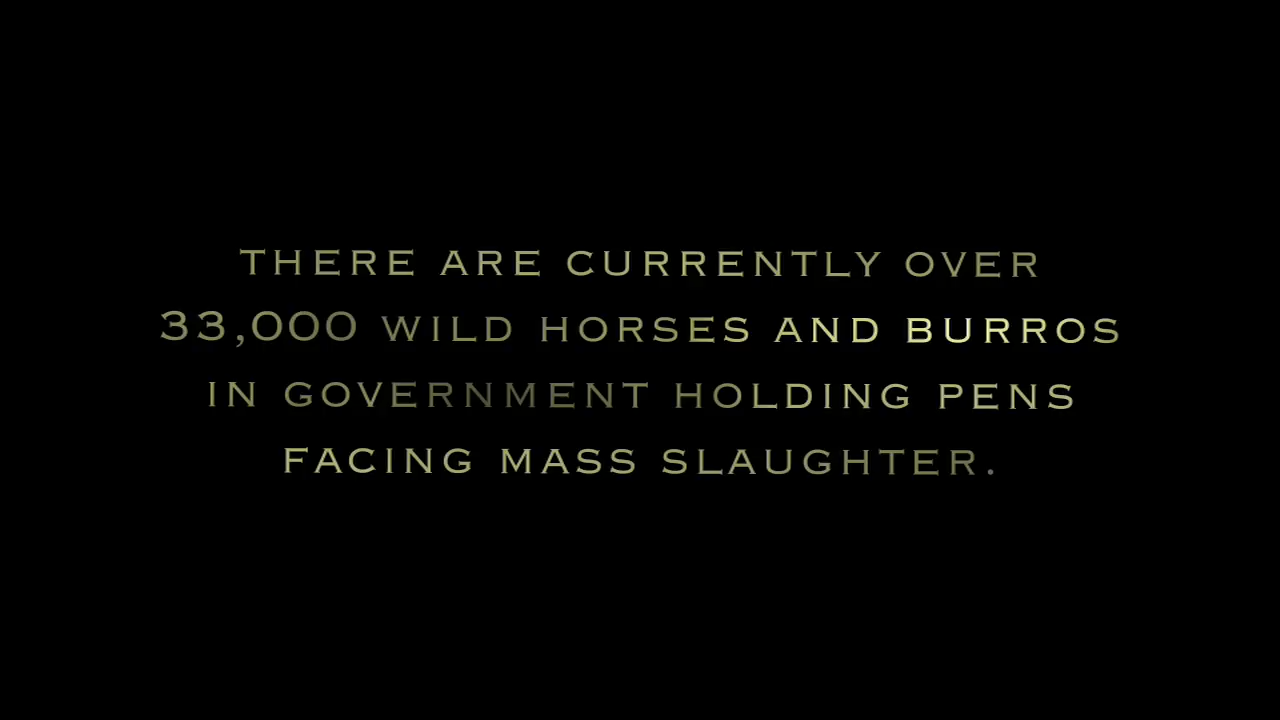 THERE ARE CURRENTLY OVER
33,000 WILD HORSES AND BURROS
IN GOVERNMENT HOLDING PENS
FACING MASS SLAUGHTER.